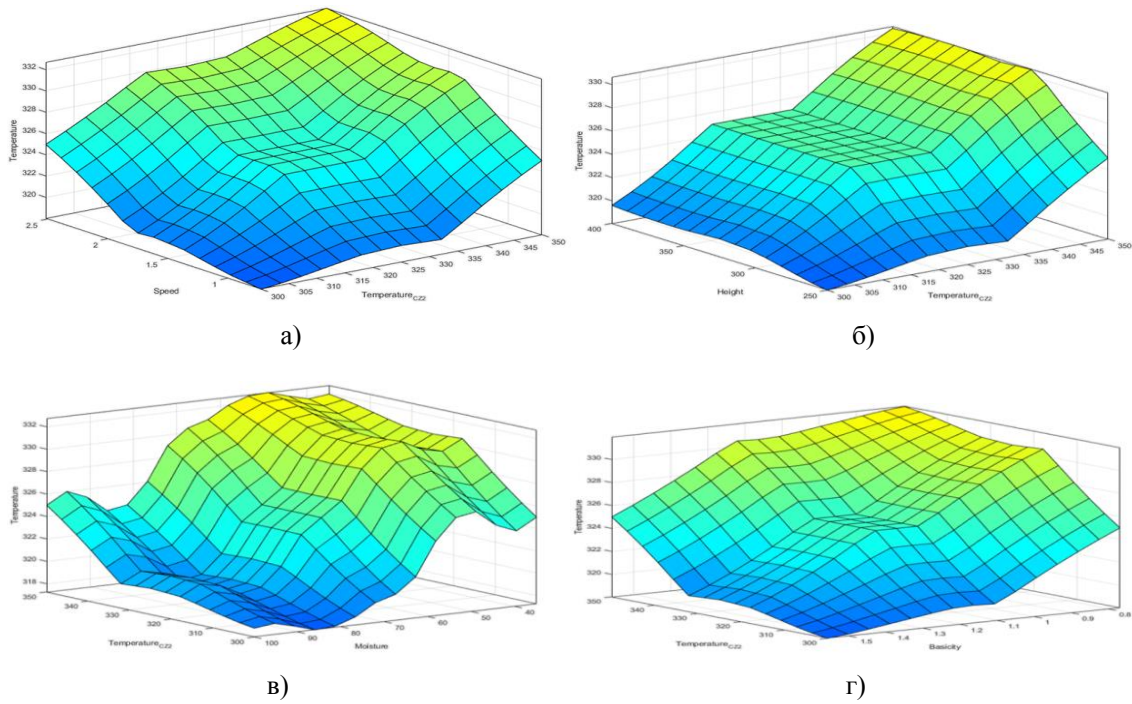 332
330
328
326
324
322
320
Temperature
2.5
2
1.5
1
Speed
300 305 310 315 320 325 330 335 340 345 350
Temperature_CZ2
а)
330
328
326
324
322
320
Temperature
400
350
300
250
Height
300 305 310 315 320 325 330 335 340 345 350
Temperature_CZ2
б)
332
330
328
326
324
322
320
318
Temperature
350 340 330 320 310 300
Temperature_CZ2
100 90 80 70 60 50 40
Moisture
в)
330
328
326
324
322
320
Temperature
350 340 330 320 310 300
Temperature_CZ2
1.5 1.4 1.3 1.2 1.1 1 0.9 0.8
Basicity
г)